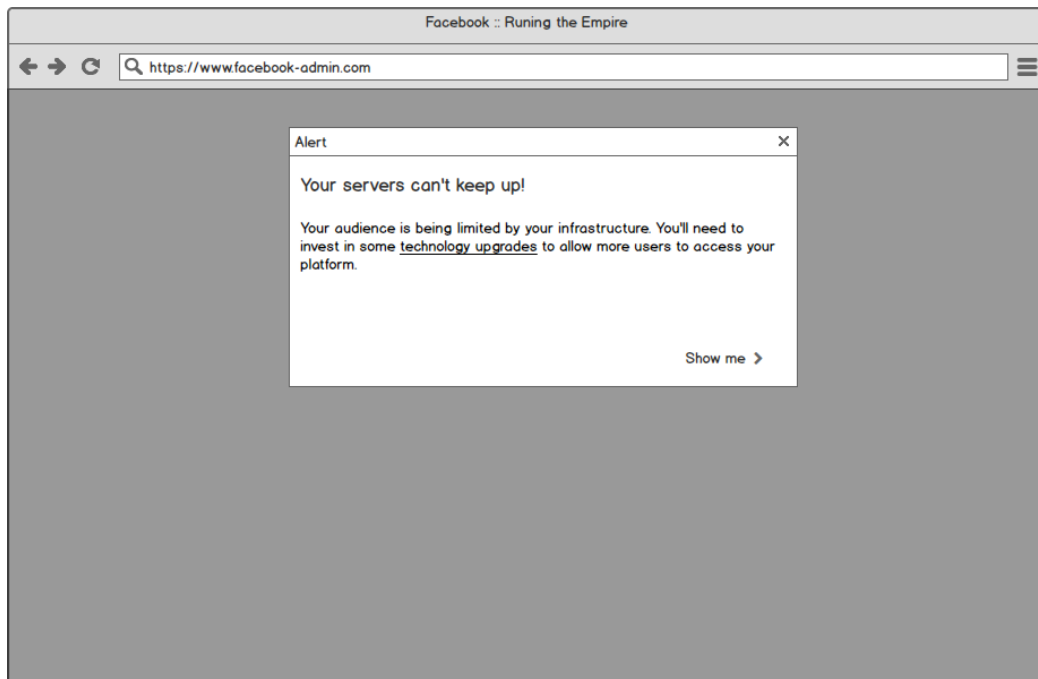 Facebook :: Runing the Empire
https://www.facebook-admin.com
Alert
Your servers can't keep up!
Your audience is being limited by your infrastructure. You'll need to
invest in some technology upgrades to allow more users to access your
platform.
Show me